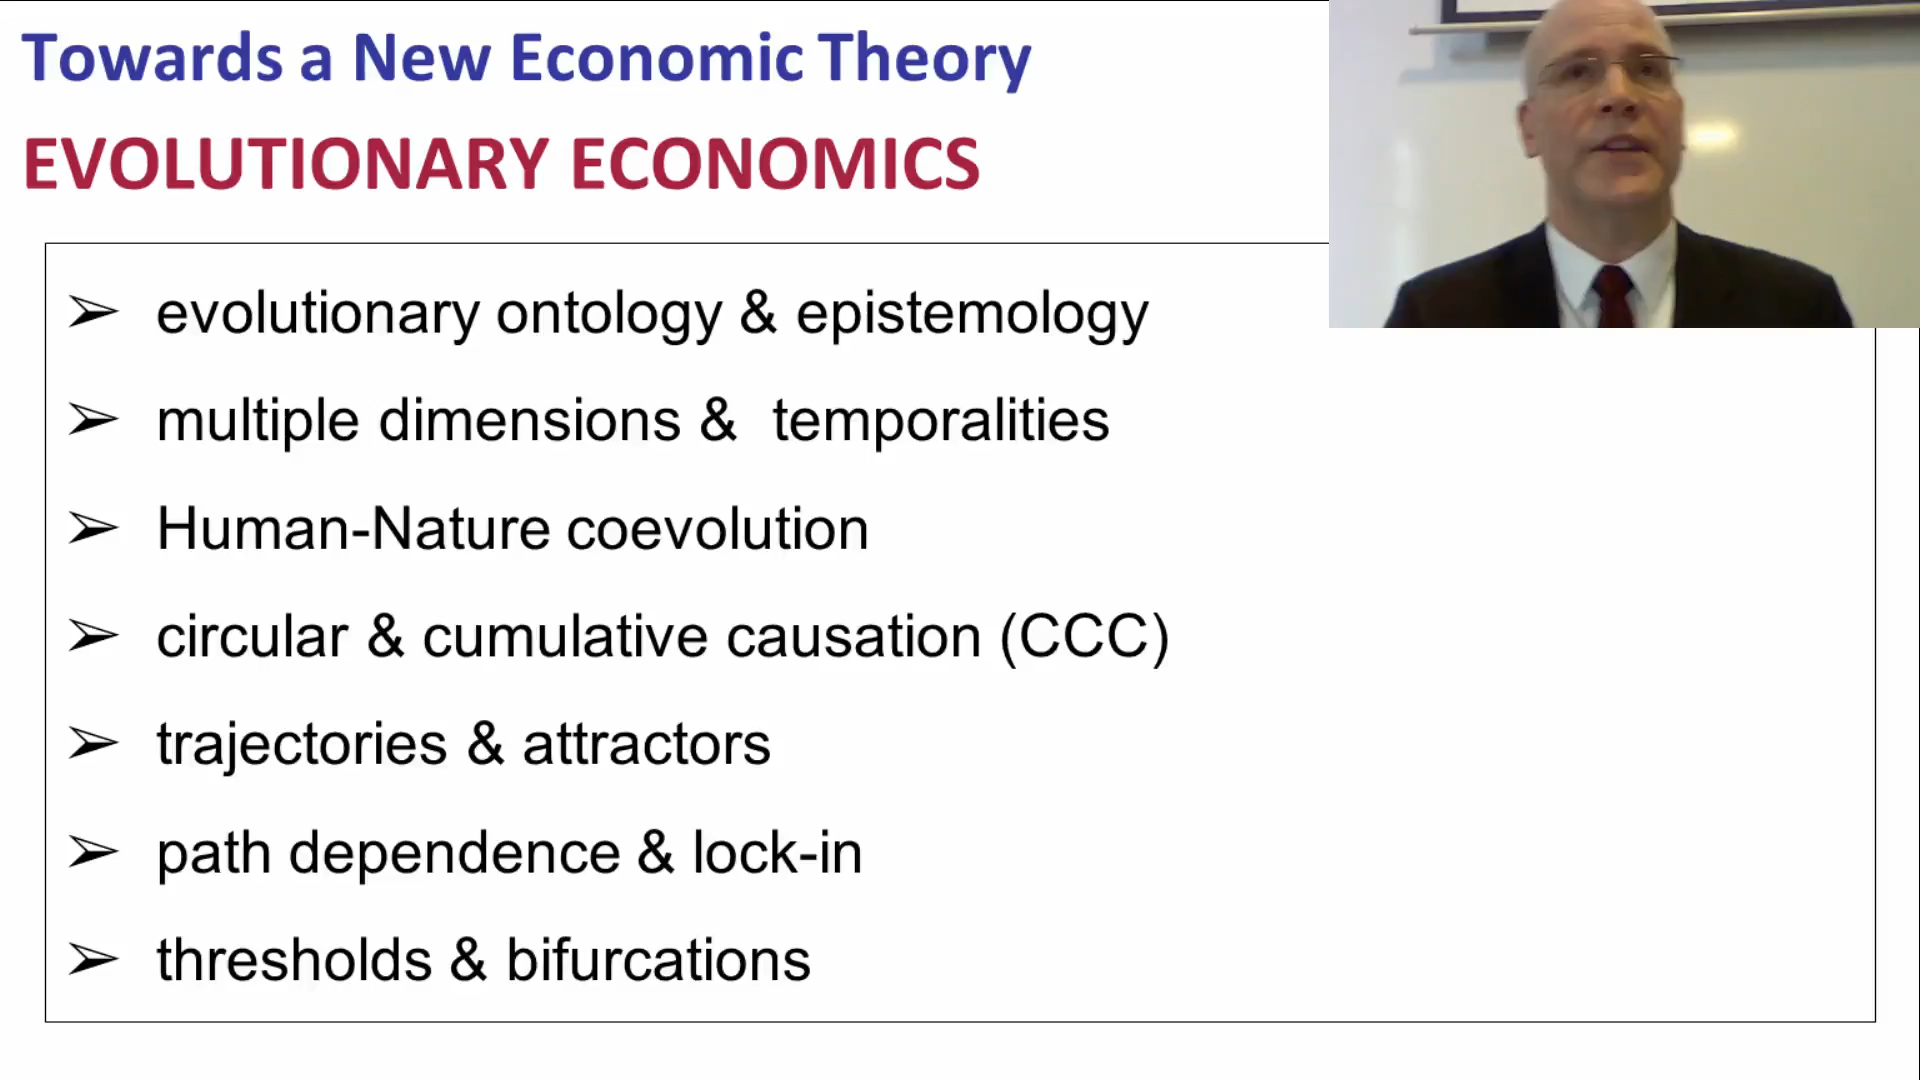 Towards a New Economic Theory
EVOLUTIONARY ECONOMICS
➢ evolutionary ontology & epistemology
➢ multiple dimensions & temporalities
➢ Human-Nature coevolution
➢ circular & cumulative causation (CCC)
➢ trajectories & attractors
➢ path dependence & lock-in
➢ thresholds & bifurcations